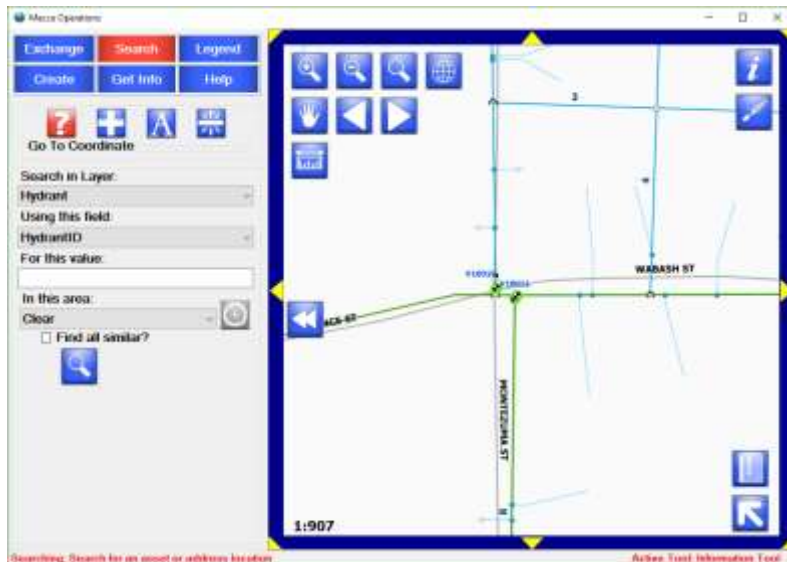 Macca Operations
Exchange Search Legend
Create Get Info Help
Go To Coordinate
Search in Layer:
Hydrant
Using this field:
HydrantID
For this value:
In this area:
Clear
Find all similar?
WABASH ST
MONTEZUMA ST
1:907
Searching: Search for an asset or address location
Active Tool: Information Tool